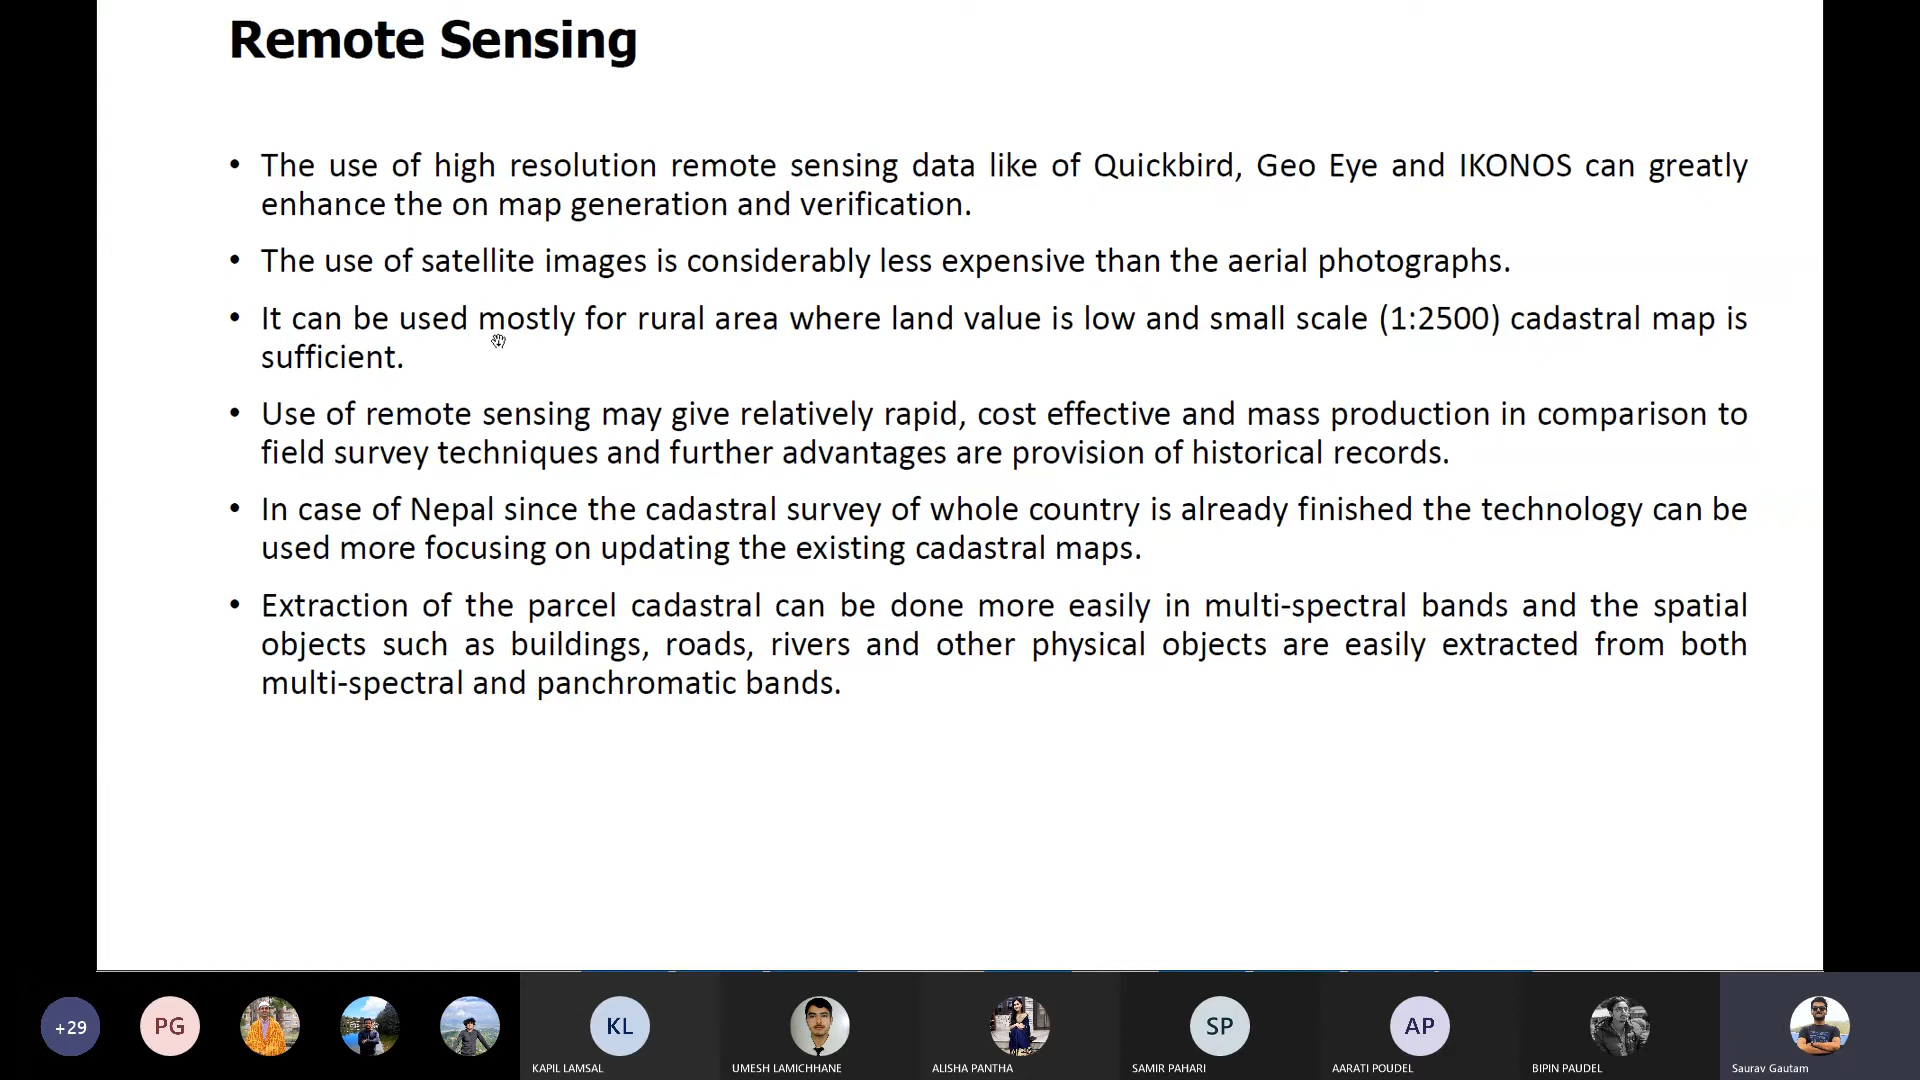 Remote Sensing
• The use of high resolution remote sensing data like of Quickbird, Geo Eye and IKONOS can greatly
enhance the on map generation and verification.
• The use of satellite images is considerably less expensive than the aerial photographs.
• It can be used mostly for rural area where land value is low and small scale (1:2500) cadastral map is
sufficient.
• Use of remote sensing may give relatively rapid, cost effective and mass production in comparison to
field survey techniques and further advantages are provision of historical records.
• In case of Nepal since the cadastral survey of whole country is already finished the technology can be
used more focusing on updating the existing cadastral maps.
• Extraction of the parcel cadastral can be done more easily in multi-spectral bands and the spatial
objects such as buildings, roads, rivers and other physical objects are easily extracted from both
multi-spectral and panchromatic bands.
+29 PG KL SP AP
KAPIL LAMSAL UMESH LAMICHHANE ALISHA PANTHA SAMIR PAHARI AARATI POUDEL BIPIN PAUDEL Saurav Gautam